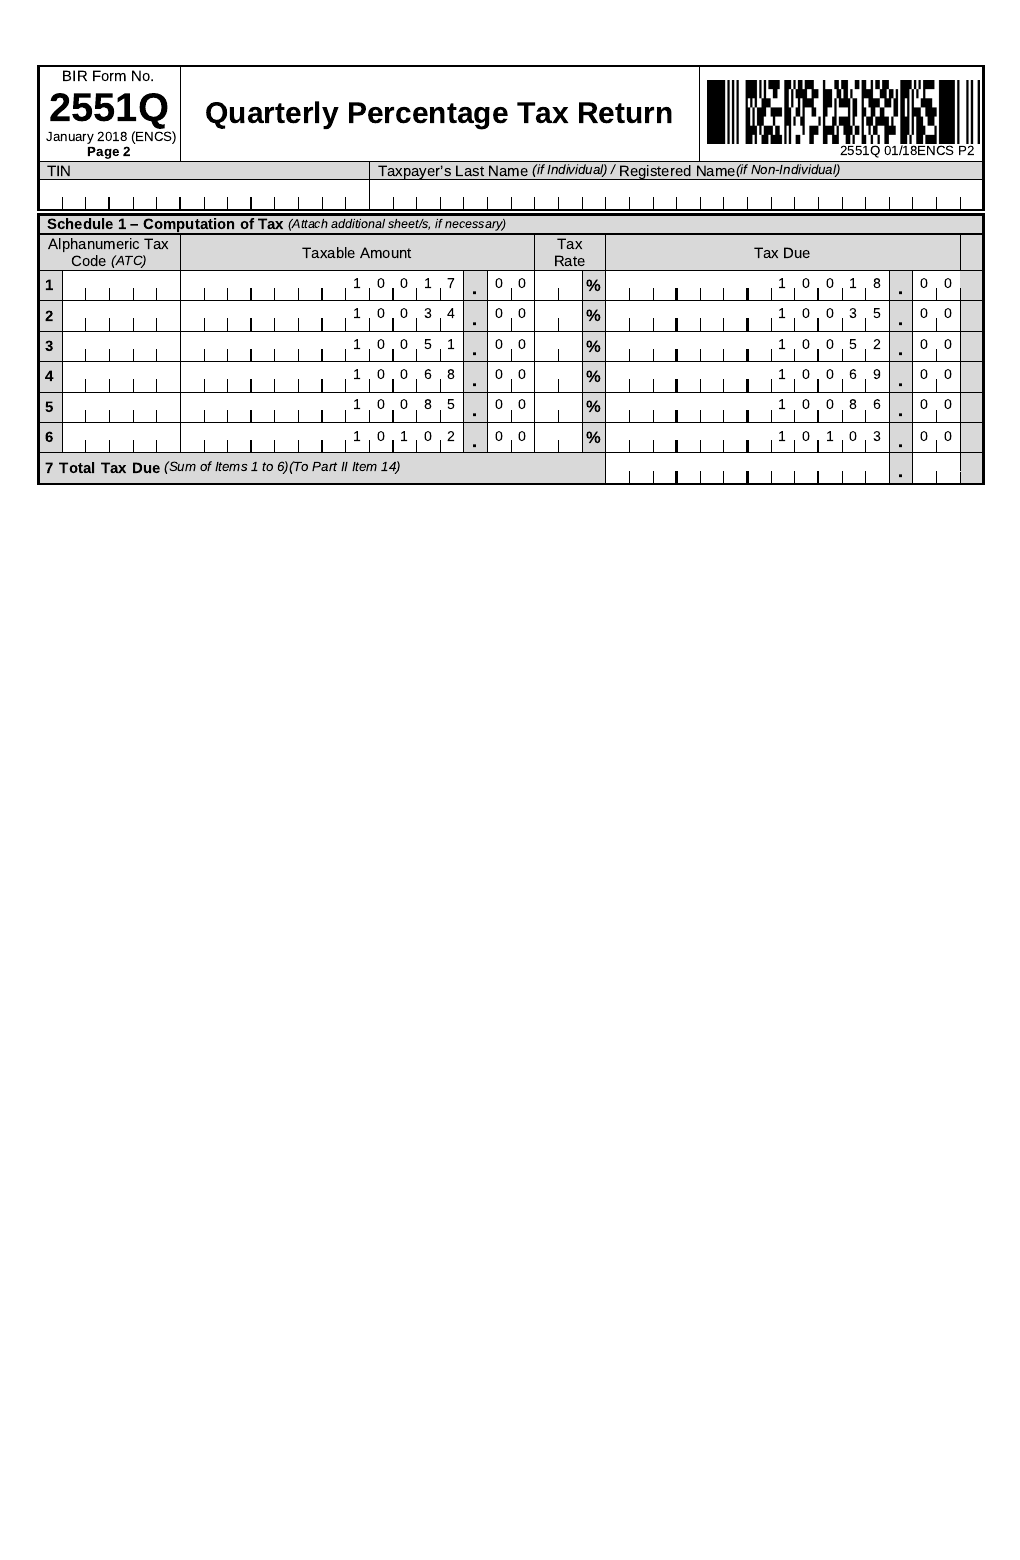 BIR Form No.
2551Q
January 2018 (ENCS)
Page 2
Quarterly Percentage Tax Return
2551Q 01/18ENCS P2
TIN
Taxpayer's Last Name (if Individual) / Registered Name(if Non-Individual)
Schedule 1 – Computation of Tax (Attach additional sheet/s, if necessary)
Alphanumeric Tax Code (ATC) Taxable Amount Tax Rate Tax Due
1 10017.00 % 10018.00
2 10034.00 % 10035.00
3 10051.00 % 10052.00
4 10068.00 % 10069.00
5 10085.00 % 10086.00
6 10102.00 % 10103.00
7 Total Tax Due (Sum of Items 1 to 6)(To Part II Item 14) .